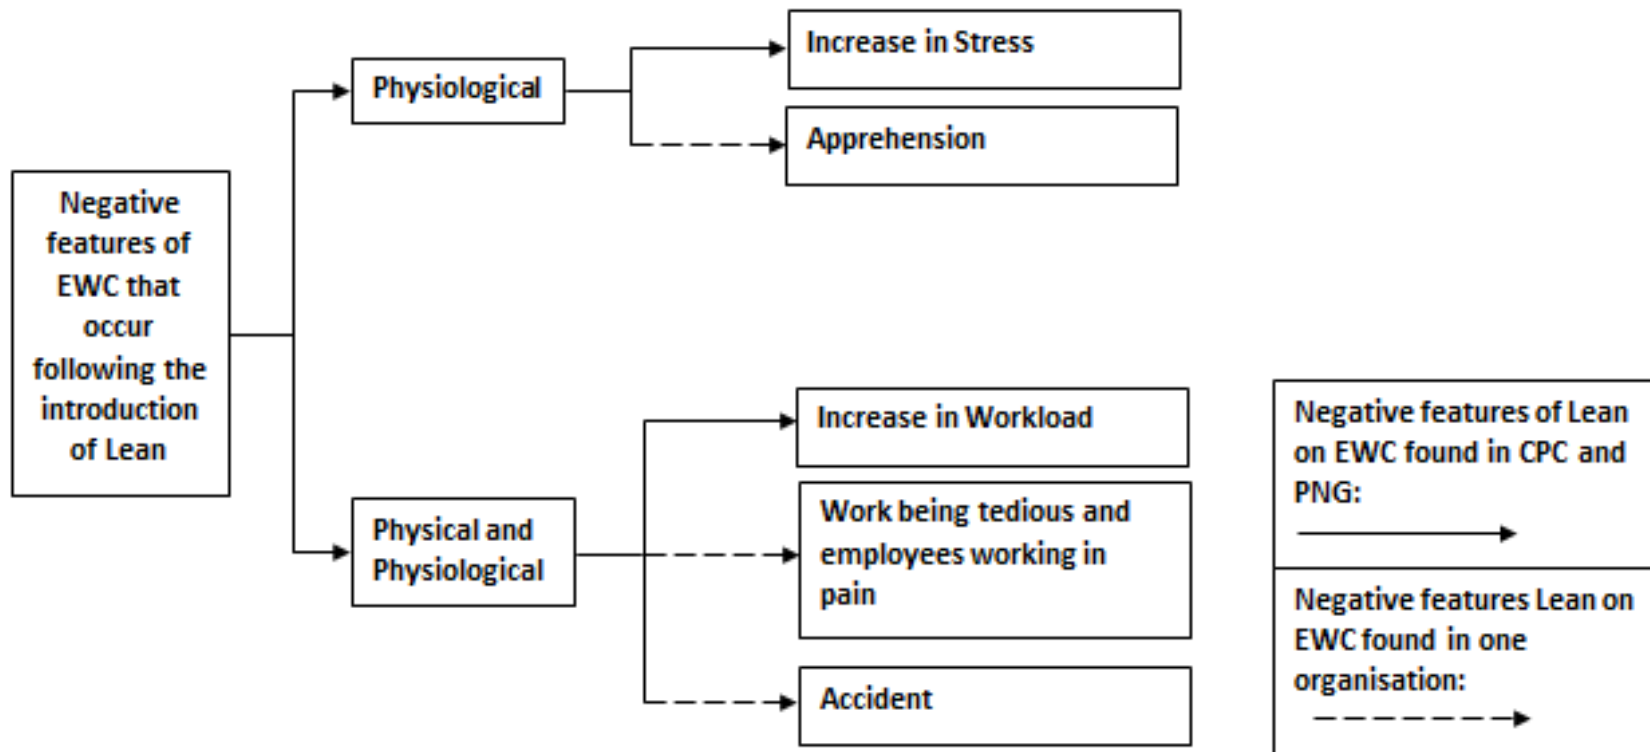 Negative
features of
EWC that
occur
following the
introduction
of Lean
Physiological
Increase in Stress
Apprehension
Physical and
Physiological
Increase in Workload
Work being tedious and
employees working in
pain
Accident
Negative features of Lean
on EWC found in CPC and
PNG:
Negative features Lean on
EWC found in one
organisation: